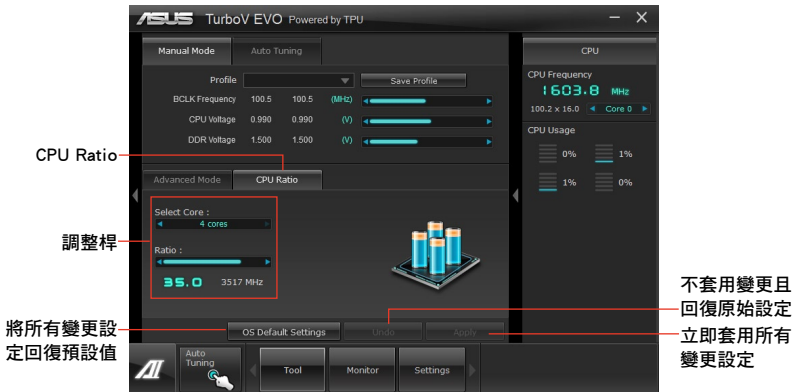 ASUS TurboV EVO Powered by TPU
Manual Mode Auto Tuning
Profile Save Profile
BCLK Frequency 100.5 100.5 (MHz)
CPU Voltage 0.990 0.990 (V)
DDR Voltage 1.500 1.500 (V)
CPU
CPU Frequency
1603.8 MHz
100.2 x 16.0 Core 0
CPU Usage
0% 1%
1% 0%
CPU Ratio
Advanced Mode CPU Ratio
Select Core :
4 cores
調整桿
Ratio :
35.0 3517 MHz
不套用變更且
回復原始設定
將所有變更設
定回復預設值
OS Default Settings Undo Apply
立即套用所有
變更設定
AI Auto
Tuning
Tool Monitor Settings